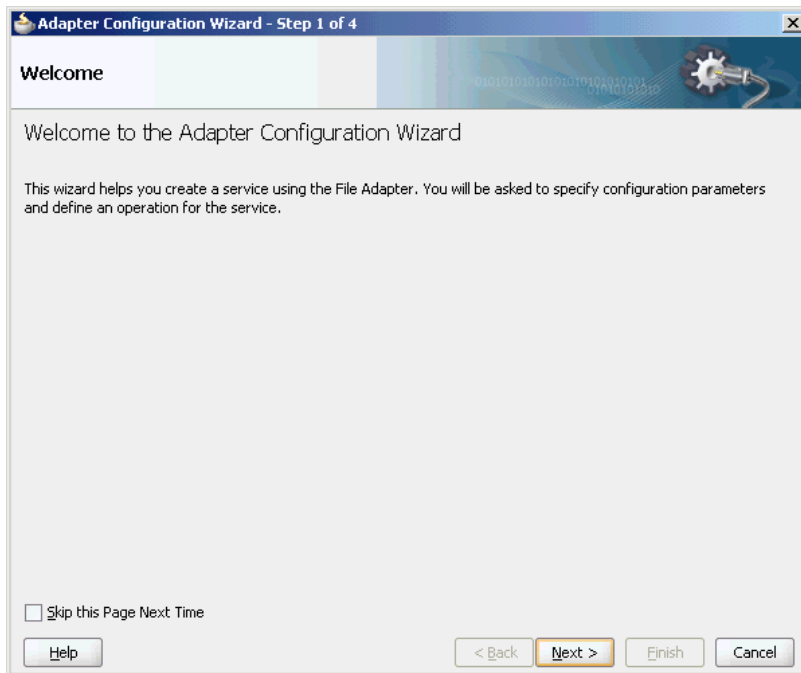 Adapter Configuration Wizard - Step 1 of 4
Welcome
Welcome to the Adapter Configuration Wizard
This wizard helps you create a service using the File Adapter. You will be asked to specify configuration parameters
and define an operation for the service.
Skip this Page Next Time
Help
< Back
Next >
Finish
Cancel